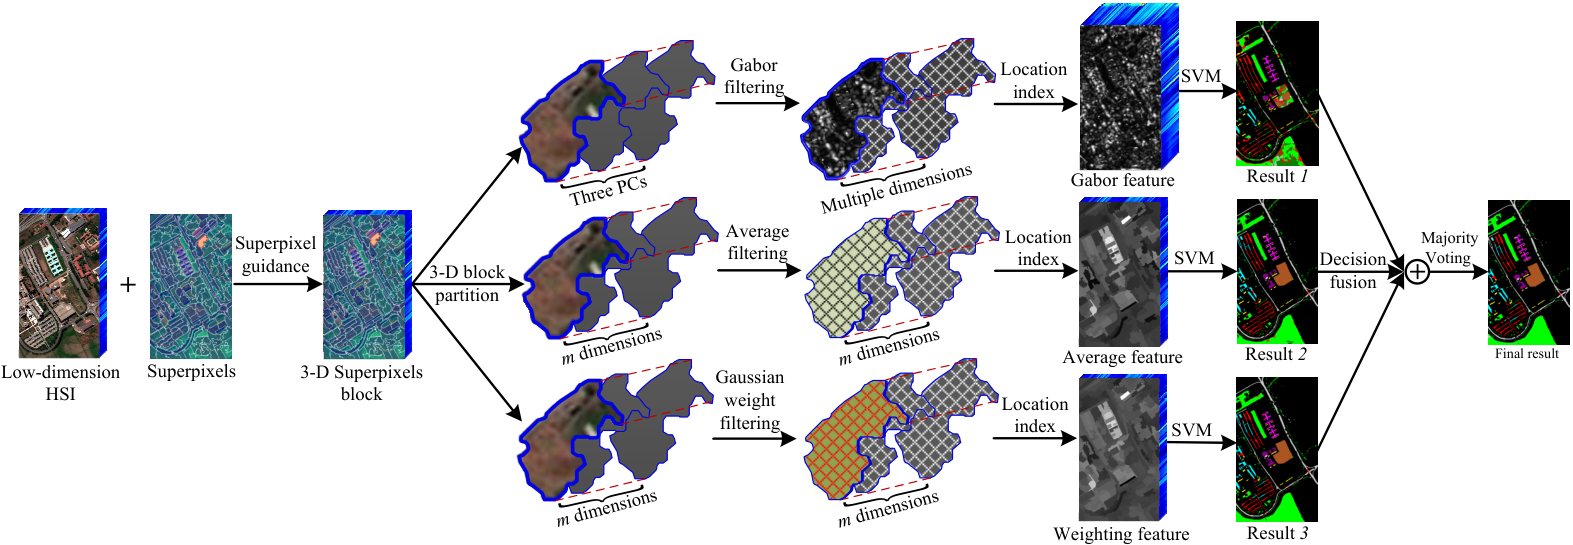 Low-dimension
HSI
+
Superpixels
Superpixel
guidance
3-D Superpixels
block
3-D block
partition
Three PCs
Gabor
filtering
Multiple dimensions
Location
index
Gabor feature
SVM
Result 1
m dimensions
Average
filtering
m dimensions
Location
index
Average feature
SVM
Result 2
m dimensions
Gaussian
weight
filtering
m dimensions
Location
index
Weighting feature
SVM
Result 3
Decision
fusion
+
Majority
Voting
Final result